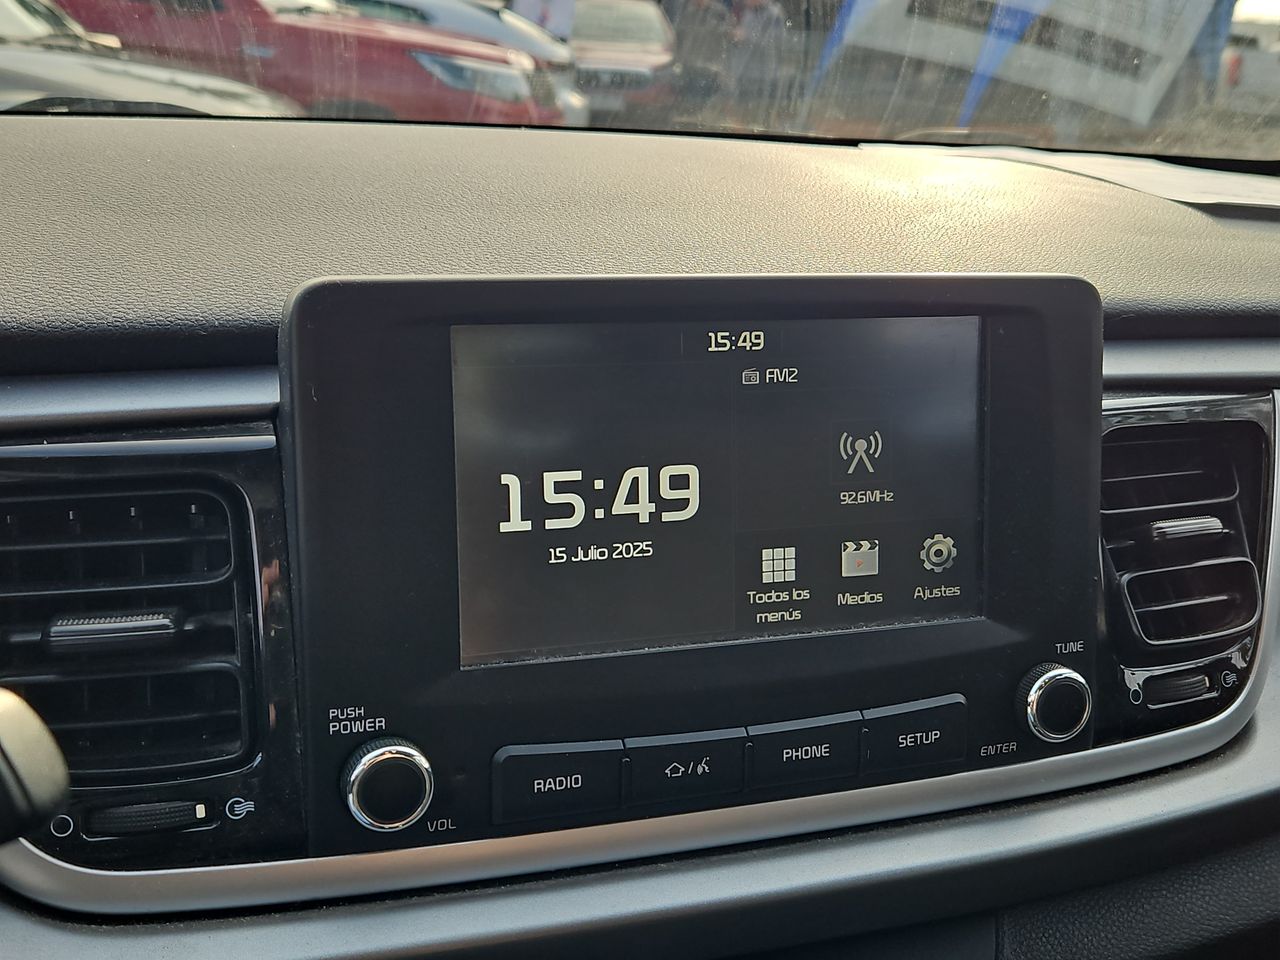 15:49
FM2
15:49
15 Julio 2025
92,6MHz
Todos los
menús
Medios
Ajustes
PUSH
POWER
VOL
RADIO
PHONE
SETUP
TUNE
ENTER